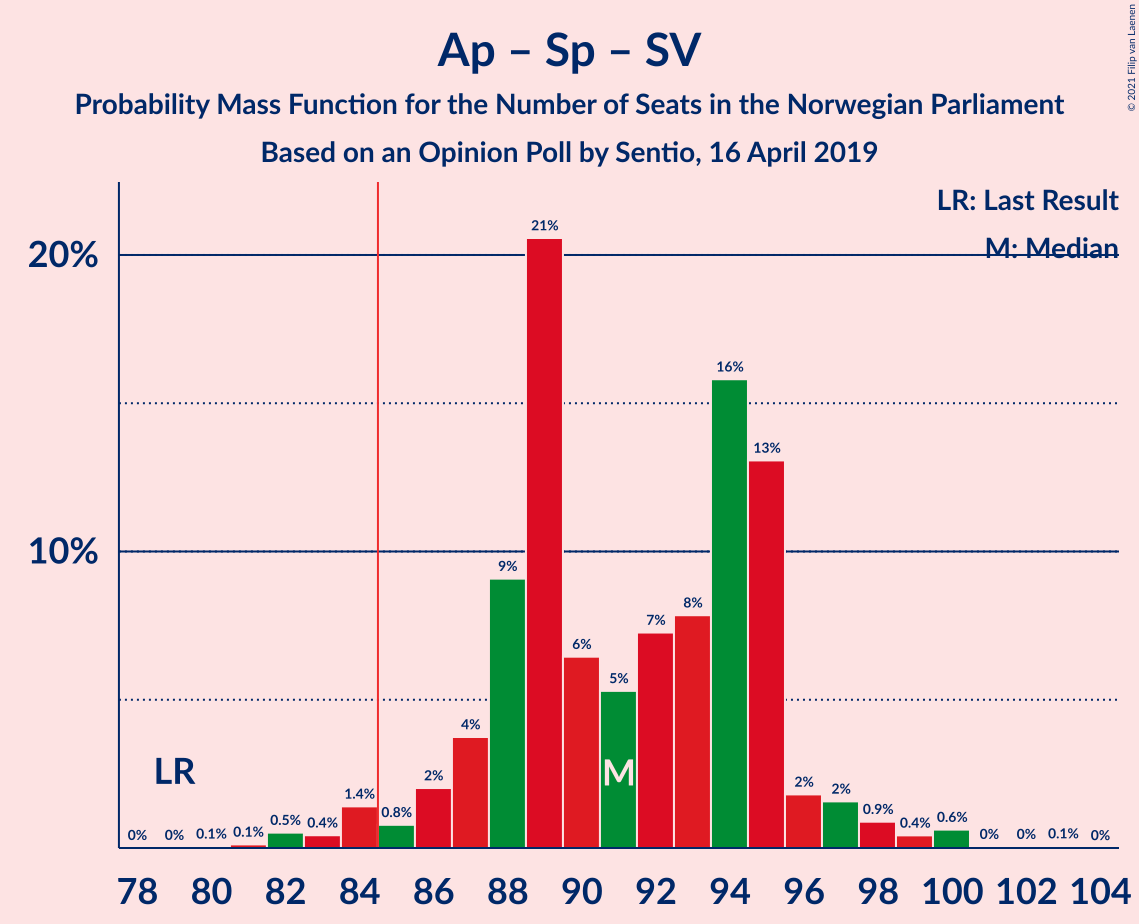 Ap – Sp – SV
Probability Mass Function for the Number of Seats in the Norwegian Parliament
Based on an Opinion Poll by Sentio, 16 April 2019
© 2021 Filip van Laenen
LR: Last Result
M: Median
20%
10%
21%
16%
13%
9%
8%
7%
6%
5%
4%
2%
2%
2%
LR
M
0% 0% 0.1% 0.1% 0.5% 0.4% 1.4% 0.8% 0.9% 0.4% 0.6% 0% 0% 0.1% 0%
78 80 82 84 86 88 90 92 94 96 98 100 102 104